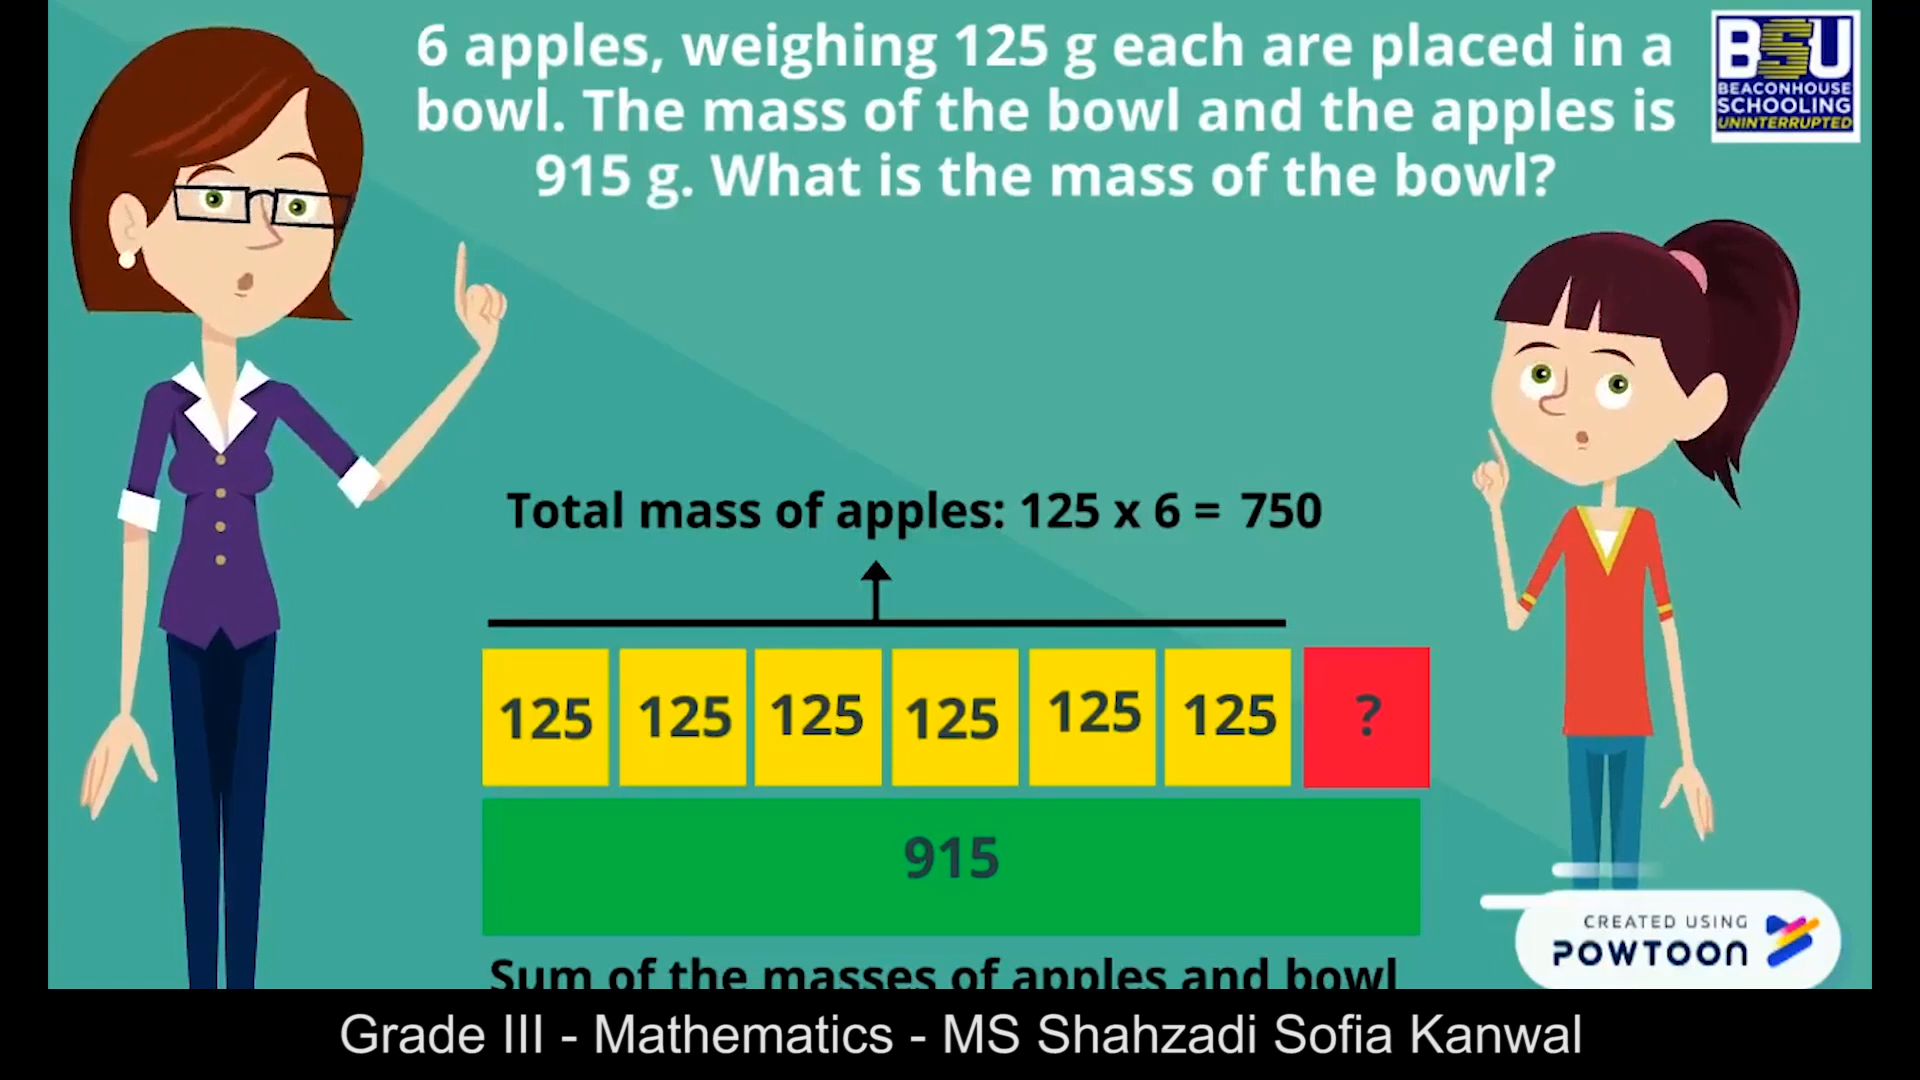 6 apples, weighing 125 g each are placed in a
bowl. The mass of the bowl and the apples is
915 g. What is the mass of the bowl?
BSU
BEACONHOUSE
SCHOOLING
UNINTERRUPTED
Total mass of apples: 125 x 6 = 750
125 125 125 125 125 125 ?
915
Sum of the masses of apples and bowl
CREATED USING
POWTOON
Grade III - Mathematics - MS Shahzadi Sofia Kanwal